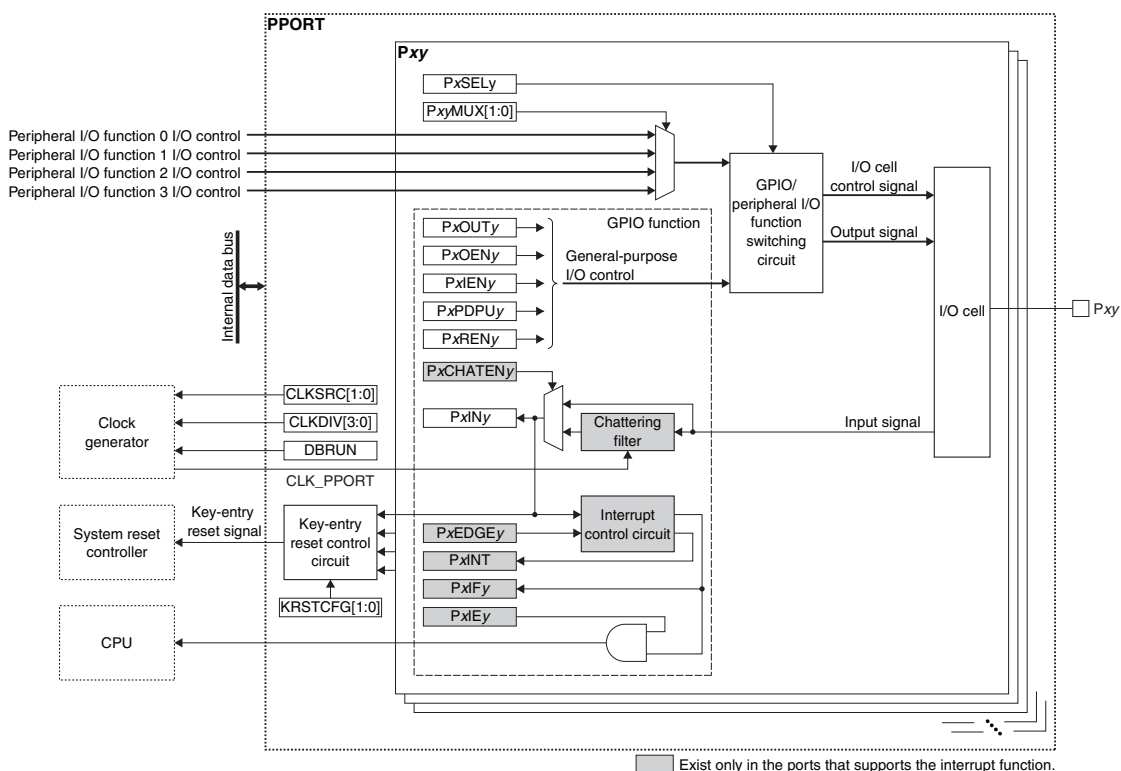 PPORT
Pxy
PxSELy
PxyMUX[1:0]
Peripheral I/O function 0 I/O control
Peripheral I/O function 1 I/O control
Peripheral I/O function 2 I/O control
Peripheral I/O function 3 I/O control
GPIO/
peripheral I/O
function
switching
circuit
I/O cell
control signal
Output signal
I/O cell
Pxy
GPIO function
PxOUTy
PxOENy
PxIENy
PxPDPUy
PxRENy
General-purpose
I/O control
Internal data bus
PxCHATENy
PxINy
Chattering
filter
Input signal
Clock
generator
CLKSRC[1:0]
CLKDIV[3:0]
DBRUN
CLK_PPORT
System reset
controller
Key-entry
reset signal
Key-entry
reset control
circuit
KRSTCFG[1:0]
Interrupt
control circuit
PxEDGEy
PxINT
PxIFy
PxIEy
CPU
Exist only in the ports that supports the interrupt function.